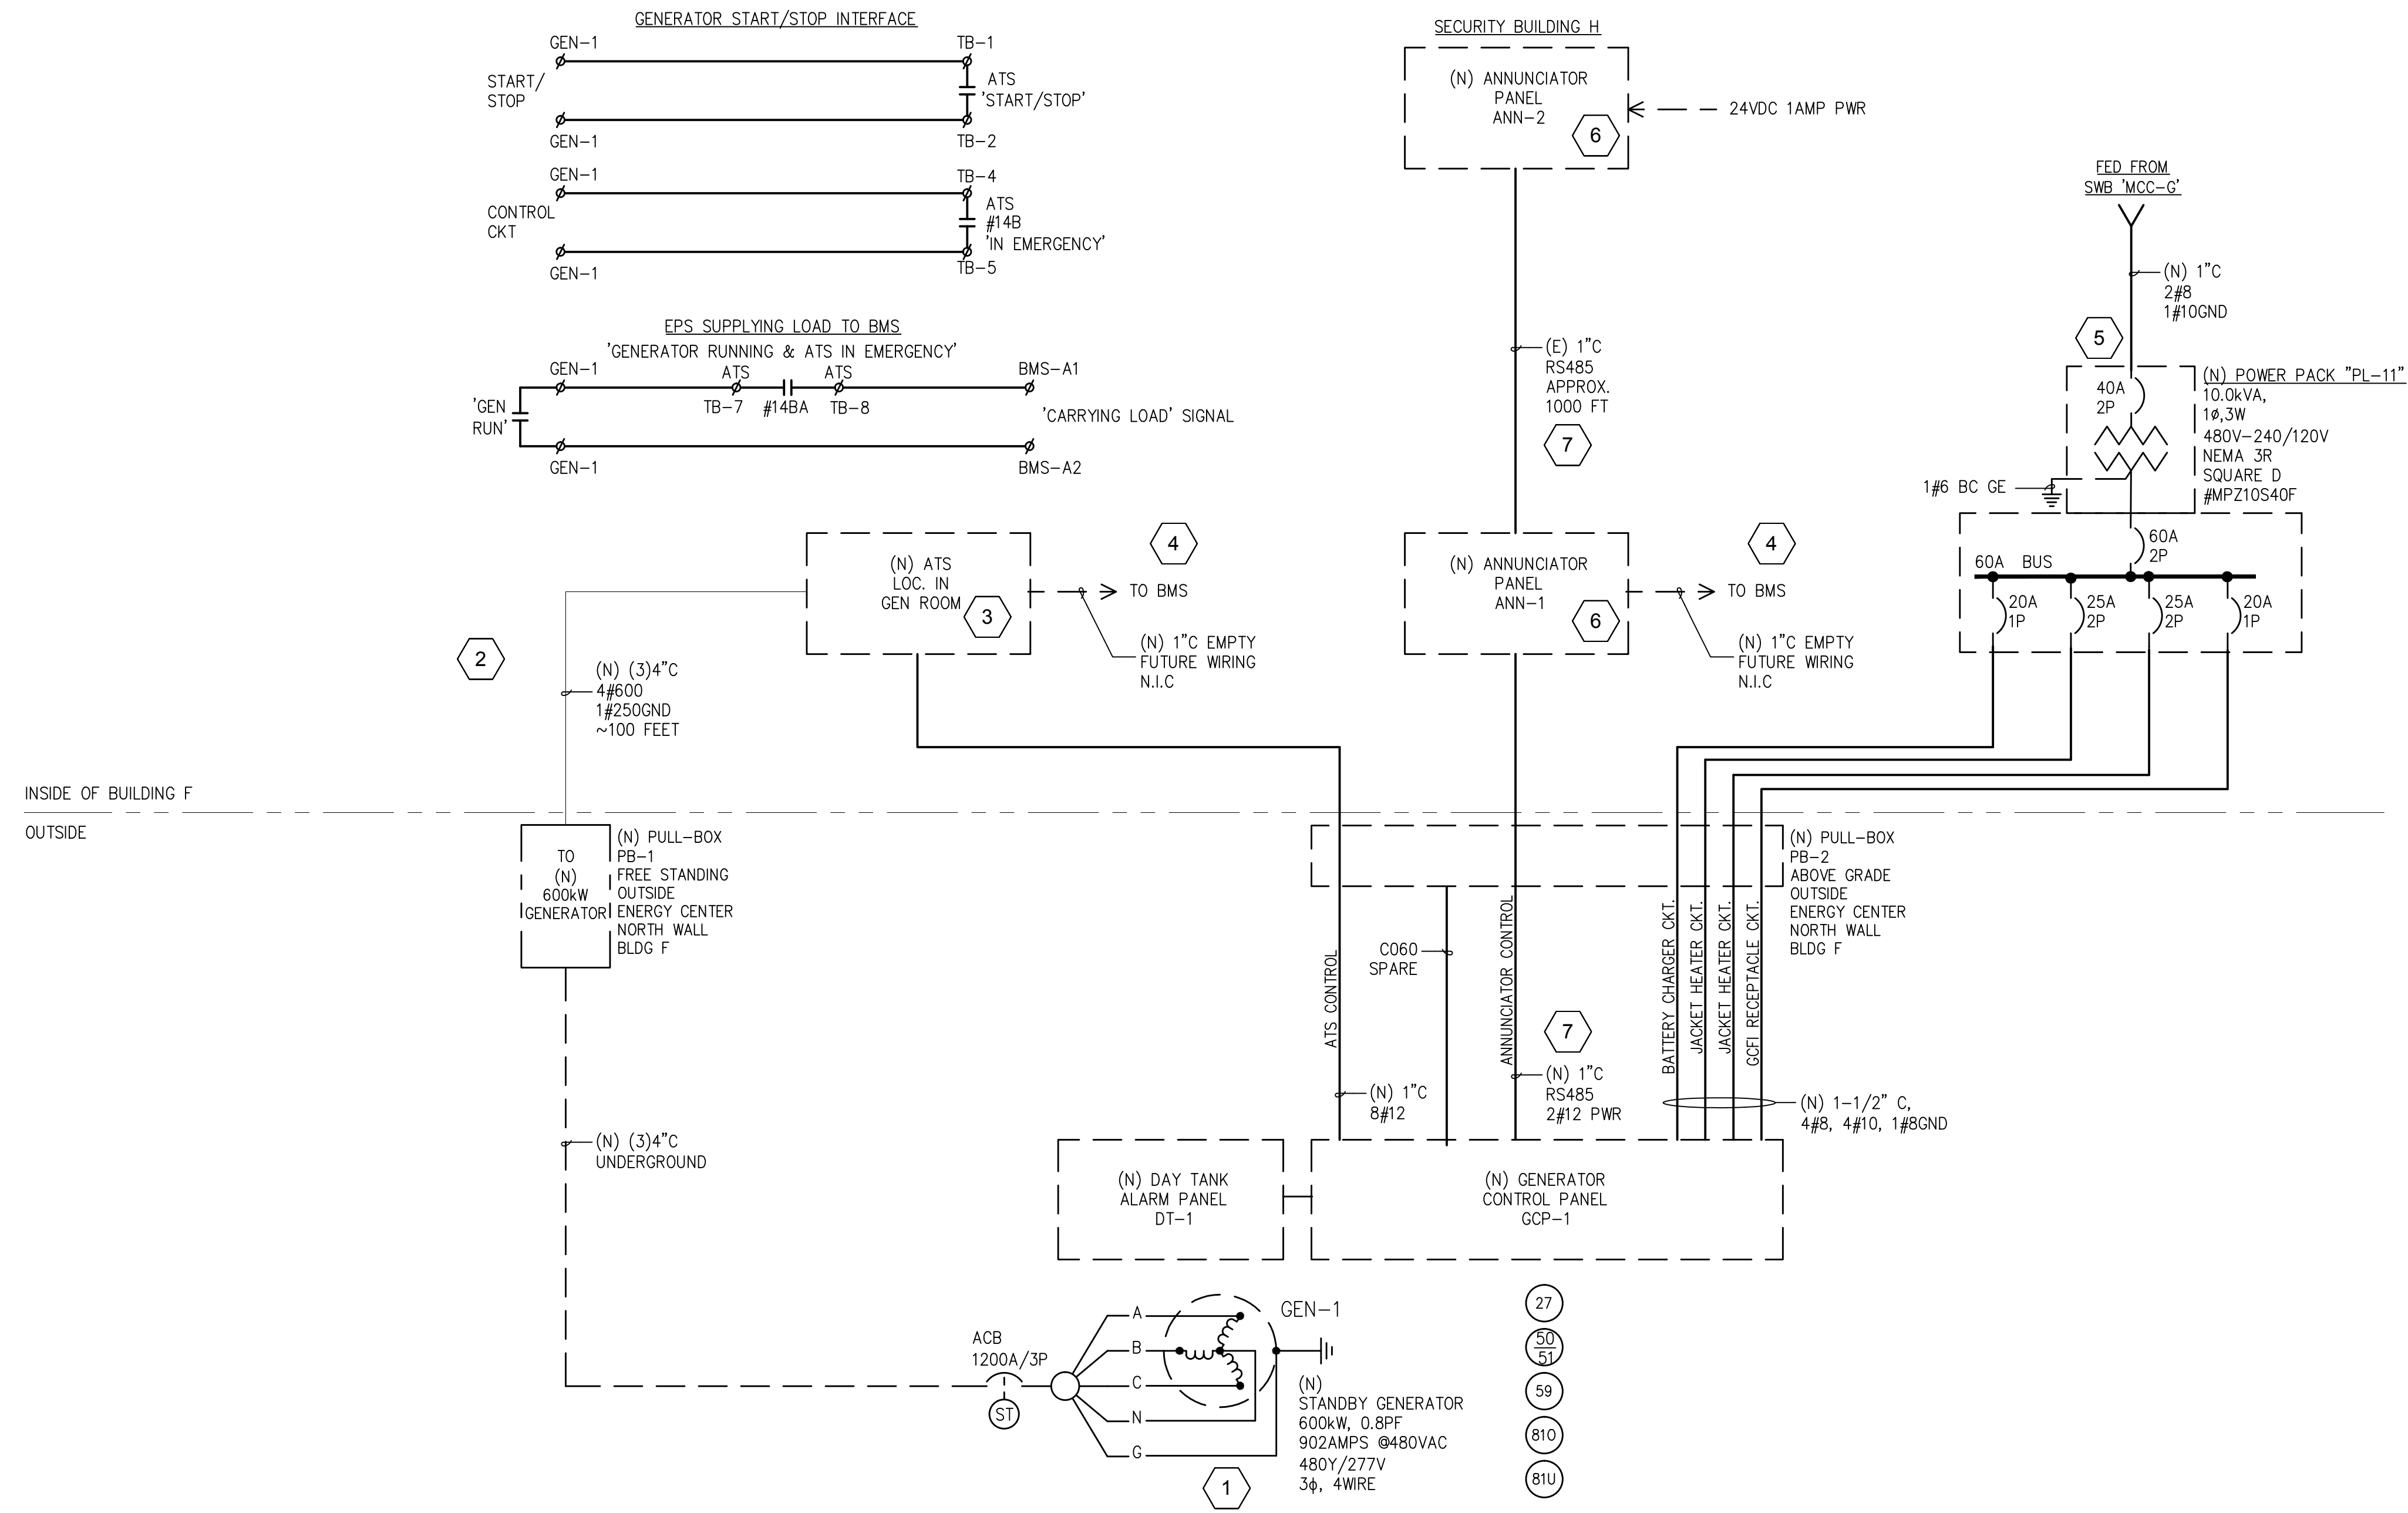 GENERATOR START/STOP INTERFACE
GEN-1
TB-1
START/
STOP
ATS
'START/STOP'
GEN-1
TB-2
GEN-1
TB-4
CONTROL
CKT
ATS
#14B
'IN EMERGENCY'
GEN-1
TB-5
EPS SUPPLYING LOAD TO BMS
'GENERATOR RUNNING & ATS IN EMERGENCY'
GEN-1
ATS
ATS
BMS-A1
'GEN
RUN'
TB-7
#14BA
TB-8
'CARRYING LOAD' SIGNAL
GEN-1
BMS-A2
SECURITY BUILDING H
(N) ANNUNCIATOR
PANEL
ANN-2
6
24VDC 1AMP PWR
(E) 1"C
RS485
APPROX.
1000 FT
7
FED FROM
SWB 'MCC-G'
(N) 1"C
2#8
1#10GND
5
40A
2P
(N) POWER PACK "PL-11"
10.0kVA,
1ø,3W
480V-240/120V
NEMA 3R
SQUARE D
#MPZ10S40F
1#6 BC GE
60A
2P
60A BUS
20A
1P
25A
2P
25A
2P
20A
1P
(N) ATS
LOC. IN
GEN ROOM
3
4
TO BMS
(N) 1"C EMPTY
FUTURE WIRING
N.I.C
(N) ANNUNCIATOR
PANEL
ANN-1
6
4
TO BMS
(N) 1"C EMPTY
FUTURE WIRING
N.I.C
2
(N) (3)4"C
4#600
1#250GND
~100 FEET
INSIDE OF BUILDING F
OUTSIDE
TO
(N)
600kW
GENERATOR
(N) PULL-BOX
PB-1
FREE STANDING
OUTSIDE
ENERGY CENTER
NORTH WALL
BLDG F
(N) PULL-BOX
PB-2
ABOVE GRADE
OUTSIDE
ENERGY CENTER
NORTH WALL
BLDG F
ATS CONTROL
C060
SPARE
ANNUNCIATOR CONTROL
BATTERY CHARGER CKT.
JACKET HEATER CKT.
JACKET HEATER CKT.
GCFI RECEPTACLE CKT.
7
(N) 1"C
8#12
(N) 1"C
RS485
2#12 PWR
(N) 1-1/2" C,
4#8, 4#10, 1#8GND
(N) (3)4"C
UNDERGROUND
(N) DAY TANK
ALARM PANEL
DT-1
(N) GENERATOR
CONTROL PANEL
GCP-1
ACB
1200A/3P
ST
A
B
C
N
G
GEN-1
(N)
STANDBY GENERATOR
600kW, 0.8PF
902AMPS @480VAC
480Y/277V
3ϕ, 4WIRE
1
27
50
51
59
81O
81U